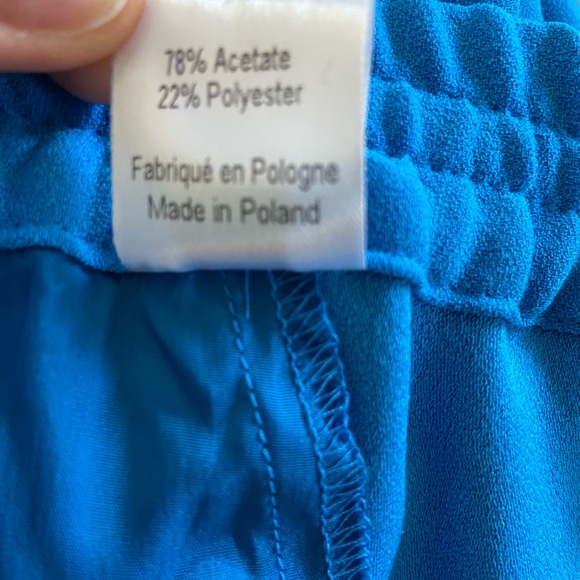 78% Acetate
22% Polyester
Fabriqué en Pologne
Made in Poland